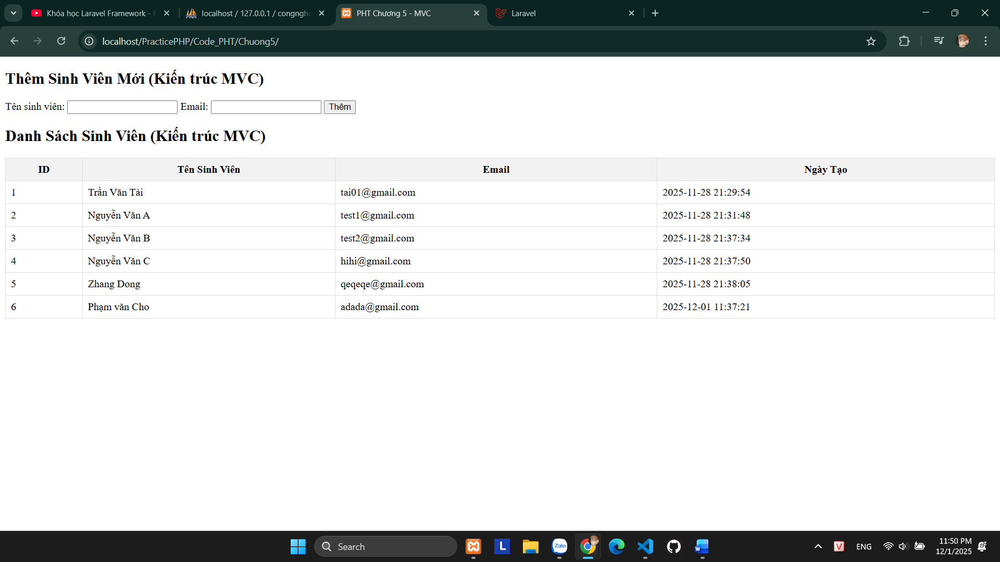 Khóa học Laravel Framework -
localhost / 127.0.0.1 / congngh
PHT Chương 5 - MVC
Laravel
localhost/PracticePHP/Code_PHT/Chuong5/
Thêm Sinh Viên Mới (Kiến trúc MVC)
Tên sinh viên: Email: Thêm
Danh Sách Sinh Viên (Kiến trúc MVC)
ID Tên Sinh Viên Email Ngày Tạo
1 Trần Văn Tài tai01@gmail.com 2025-11-28 21:29:54
2 Nguyễn Văn A test1@gmail.com 2025-11-28 21:31:48
3 Nguyễn Văn B test2@gmail.com 2025-11-28 21:37:34
4 Nguyễn Văn C hihi@gmail.com 2025-11-28 21:37:50
5 Zhang Dong qeqeqe@gmail.com 2025-11-28 21:38:05
6 Phạm văn Cho adada@gmail.com 2025-12-01 11:37:21
Search
L
Zalo
W
V
ENG
11:50 PM
12/1/2025